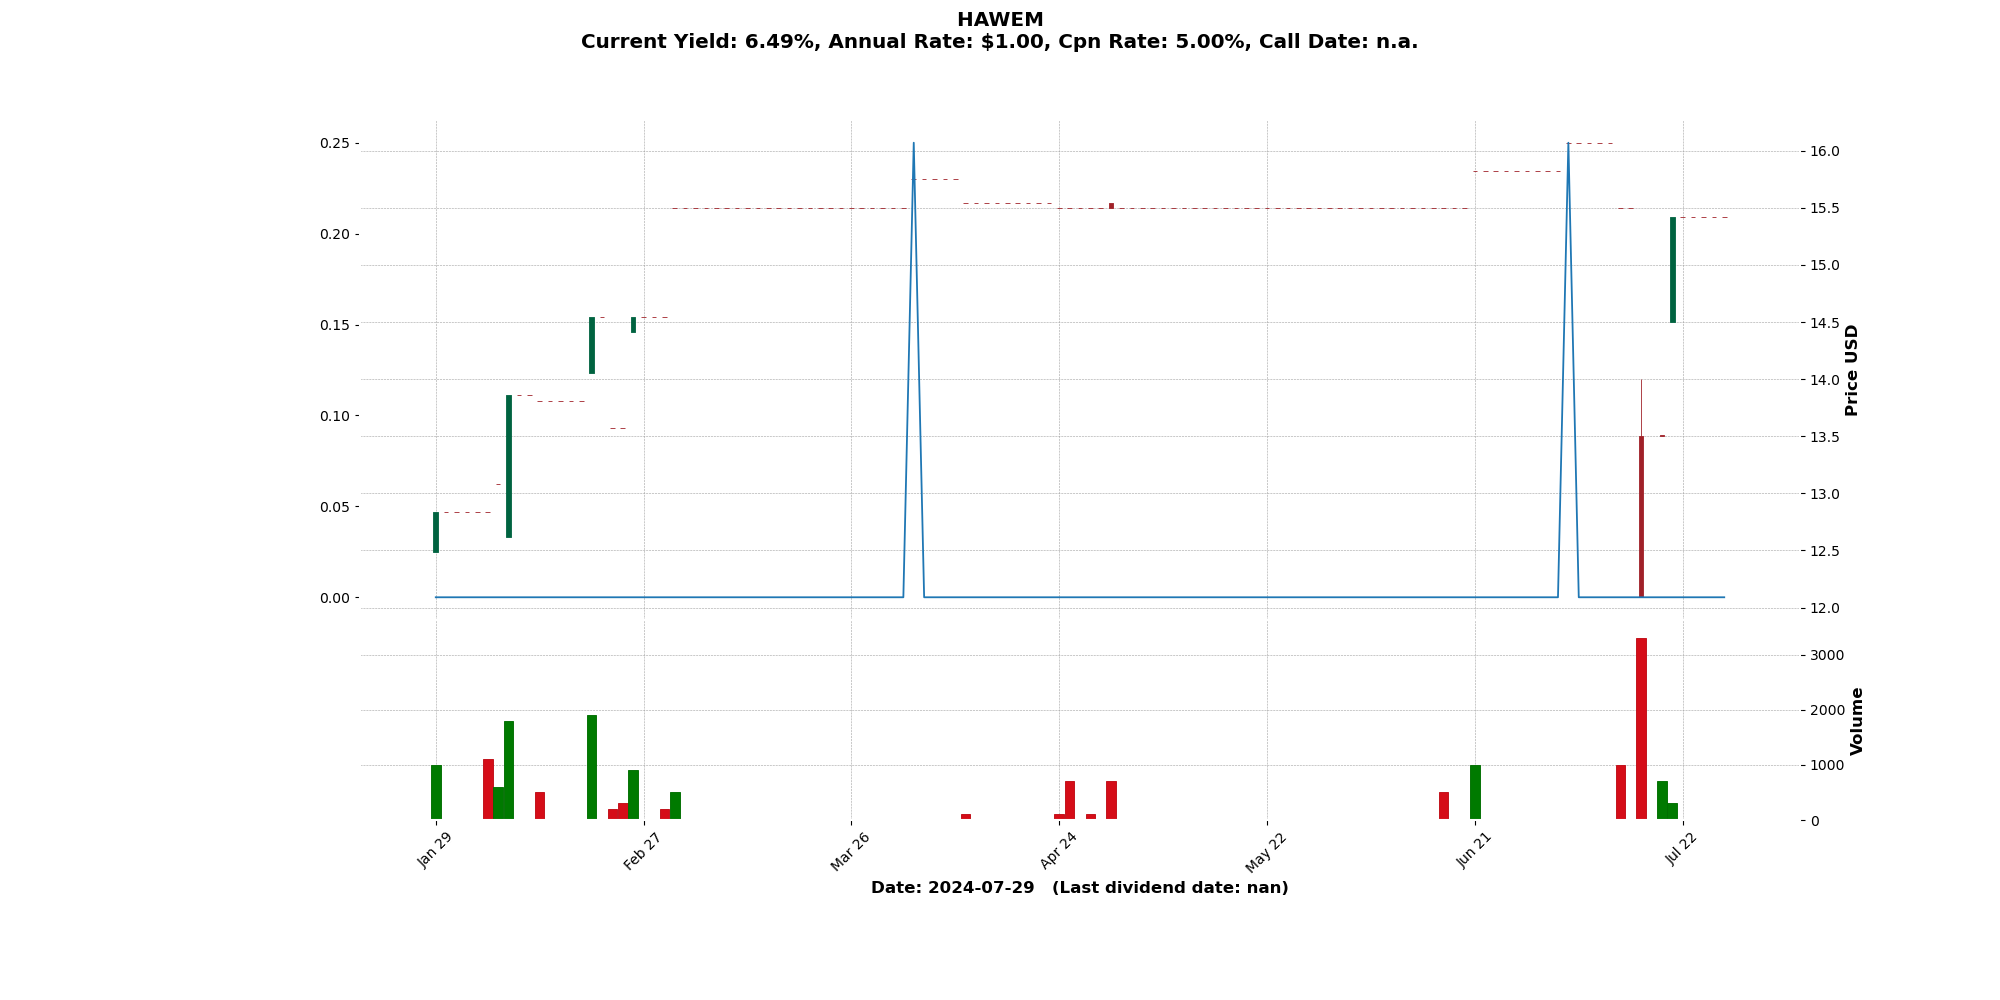 HAWEM
Current Yield: 6.49%, Annual Rate: $1.00, Cpn Rate: 5.00%, Call Date: n.a.
0.25
0.20
0.15
0.10
0.05
0.00
16.0
15.5
15.0
14.5
14.0
13.5
13.0
12.5
12.0
Price USD
3000
2000
1000
0
Volume
Jan 29
Feb 27
Mar 26
Apr 24
May 22
Jun 21
Jul 22
Date: 2024-07-29   (Last dividend date: nan)